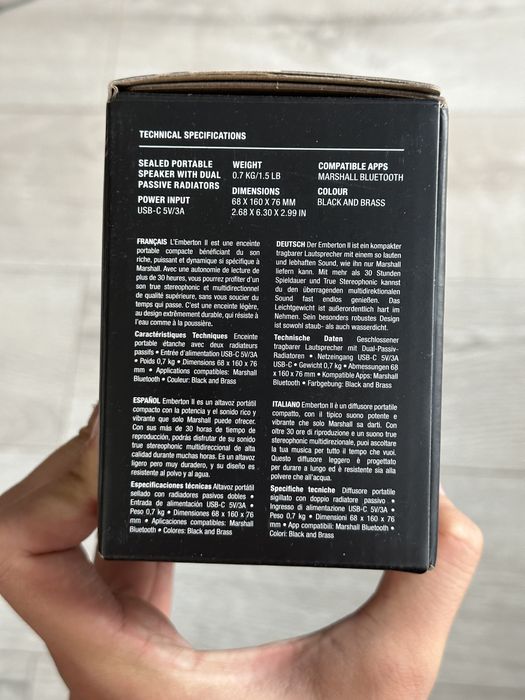 TECHNICAL SPECIFICATIONS
SEALED PORTABLE
SPEAKER WITH DUAL
PASSIVE RADIATORS
POWER INPUT
USB-C 5V/3A
WEIGHT
0.7 KG/1.5 LB
DIMENSIONS
68 X 160 X 76 MM
2.68 X 6.30 X 2.99 IN
COMPATIBLE APPS
MARSHALL BLUETOOTH
COLOUR
BLACK AND BRASS
FRANÇAIS L'Emberton II est une enceinte
portable compacte bénéficiant du son
riche, puissant et dynamique si spécifique à
Marshall. Avec une autonomie de lecture de
plus de 30 heures, vous pourrez profiter d'un
son true stereophonic et multidirectionnel
de qualité supérieure, sans vous soucier du
temps qui passe. C'est une enceinte légère,
au design extrêmement durable, qui résiste à
l'eau comme à la poussière.
Caractéristiques Techniques Enceinte
portable étanche avec deux radiateurs
passifs • Entrée d'alimentation USB-C 5V/3A
• Poids 0,7 kg • Dimensions 68 x 160 x 76
mm • Applications compatibles: Marshall
Bluetooth • Couleur: Black and Brass
DEUTSCH Der Emberton II ist ein kompakter
tragbarer Lautsprecher mit einem so lauten
und lebhaften Sound, wie ihn nur Marshall
liefern kann. Mit mehr als 30 Stunden
Spieldauer und True Stereophonic kannst
du den überragenden multidirektionalen
Sound fast endlos genießen. Das
Leichtgewicht ist außerordentlich hart im
Nehmen. Sein besonders robustes Design
ist sowohl staub- als auch wasserdicht.
Technische Daten Geschlossener
tragbarer Lautsprecher mit Dual-Passiv-
Radiatoren • Netzeingang USB-C 5V/3A
USB-C • Gewicht 0,7 kg • Abmessungen 68
x 160 x 76 mm • Kompatible Apps: Marshall
Bluetooth • Farbgebung: Black and Brass
ESPAÑOL Emberton II es un altavoz portátil
compacto con la potencia y el sonido rico y
vibrante que solo Marshall puede ofrecer.
Con sus más de 30 horas de tiempo de
reproducción, podrás disfrutar de su sonido
true stereophonic multidireccional de alta
calidad durante muchas horas. Es un altavoz
ligero pero muy duradero, y su diseño es
resistente al polvo y al agua.
Especificaciones técnicas Altavoz portátil
sellado con radiadores pasivos dobles •
Entrada de alimentación USB-C 5V/3A •
Peso 0,7 kg • Dimensiones 68 x 160 x 76
mm • Aplicaciones compatibles: Marshall
Bluetooth • Colores: Black and Brass
ITALIANO Emberton II è un diffusore portatile
compatto, con il tipico suono potente e
vibrante che solo Marshall sa darti. Con
oltre 30 ore di riproduzione e un suono true
stereophonic multidirezionale, puoi ascoltare
la tua musica per tutto il tempo che vuoi.
Questo diffusore leggero è progettato
per durare a lungo ed è resistente sia alla
polvere che all'acqua.
Specifiche tecniche Diffusore portatile
sigillato con doppio radiatore passivo •
Ingresso di alimentazione USB-C 5V/3A •
Peso 0,7 kg • Dimensioni 68 x 160 x 76
mm • App compatibili: Marshall Bluetooth •
Colori: Black and Brass